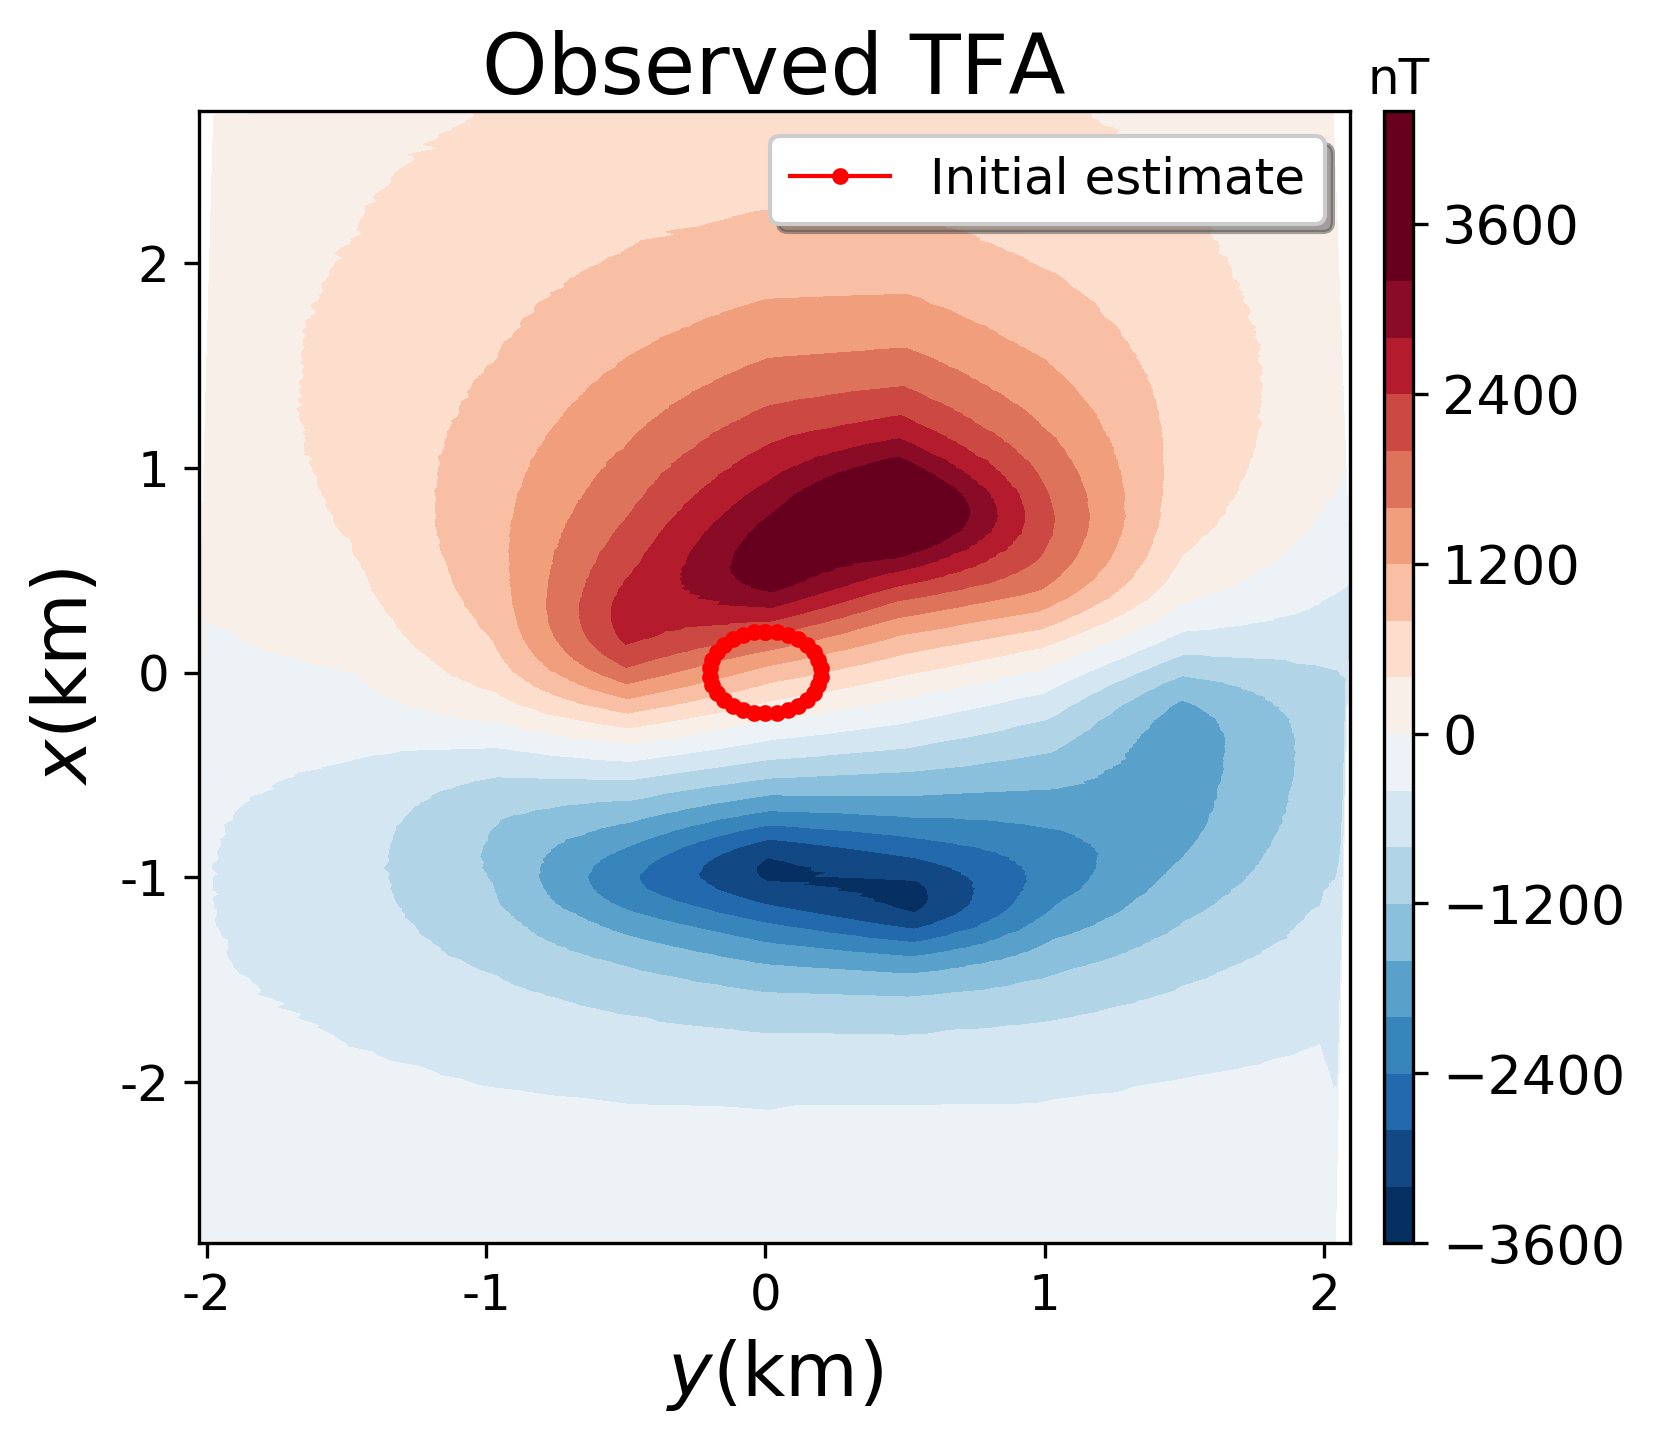 Observed TFA
nT
Initial estimate
3600
2400
1200
0
−1200
−2400
−3600
2
1
0
-1
-2
x(km)
-2 -1 0 1 2
y(km)